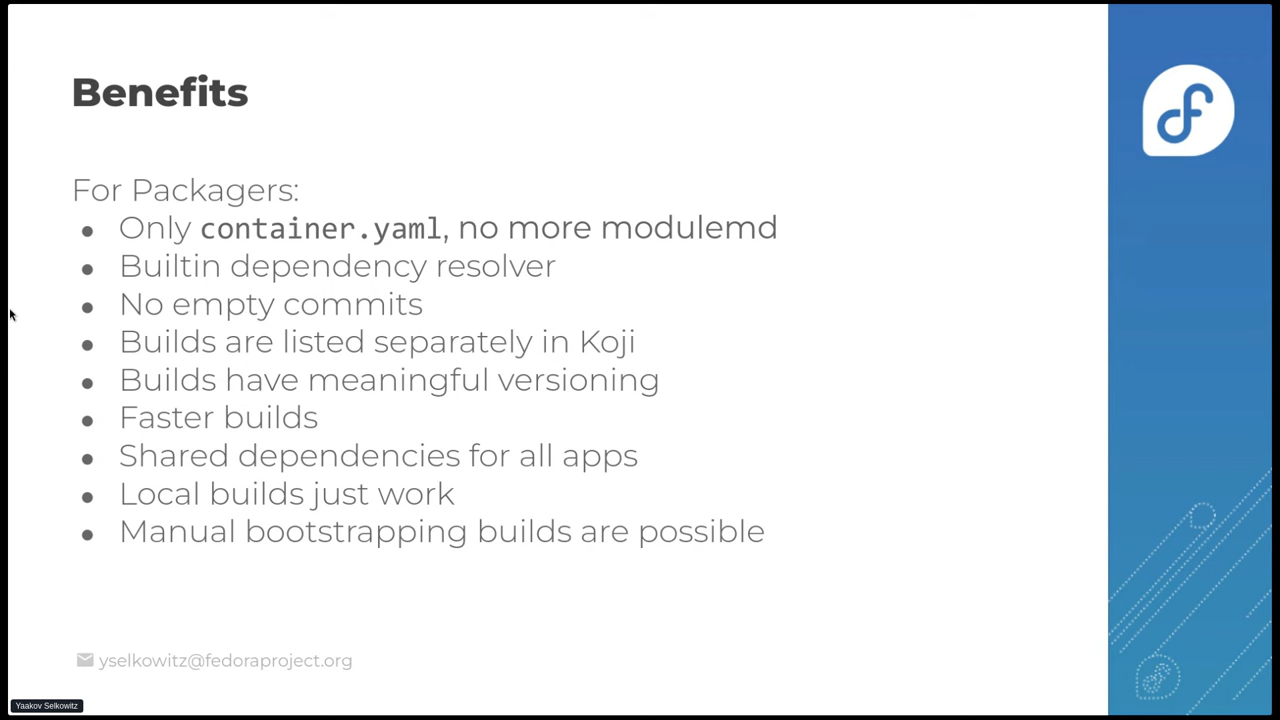 Benefits
For Packagers:
● Only container.yaml, no more modulemd
● Builtin dependency resolver
● No empty commits
● Builds are listed separately in Koji
● Builds have meaningful versioning
● Faster builds
● Shared dependencies for all apps
● Local builds just work
● Manual bootstrapping builds are possible
yselkowitz@fedoraproject.org
Yaakov Selkowitz